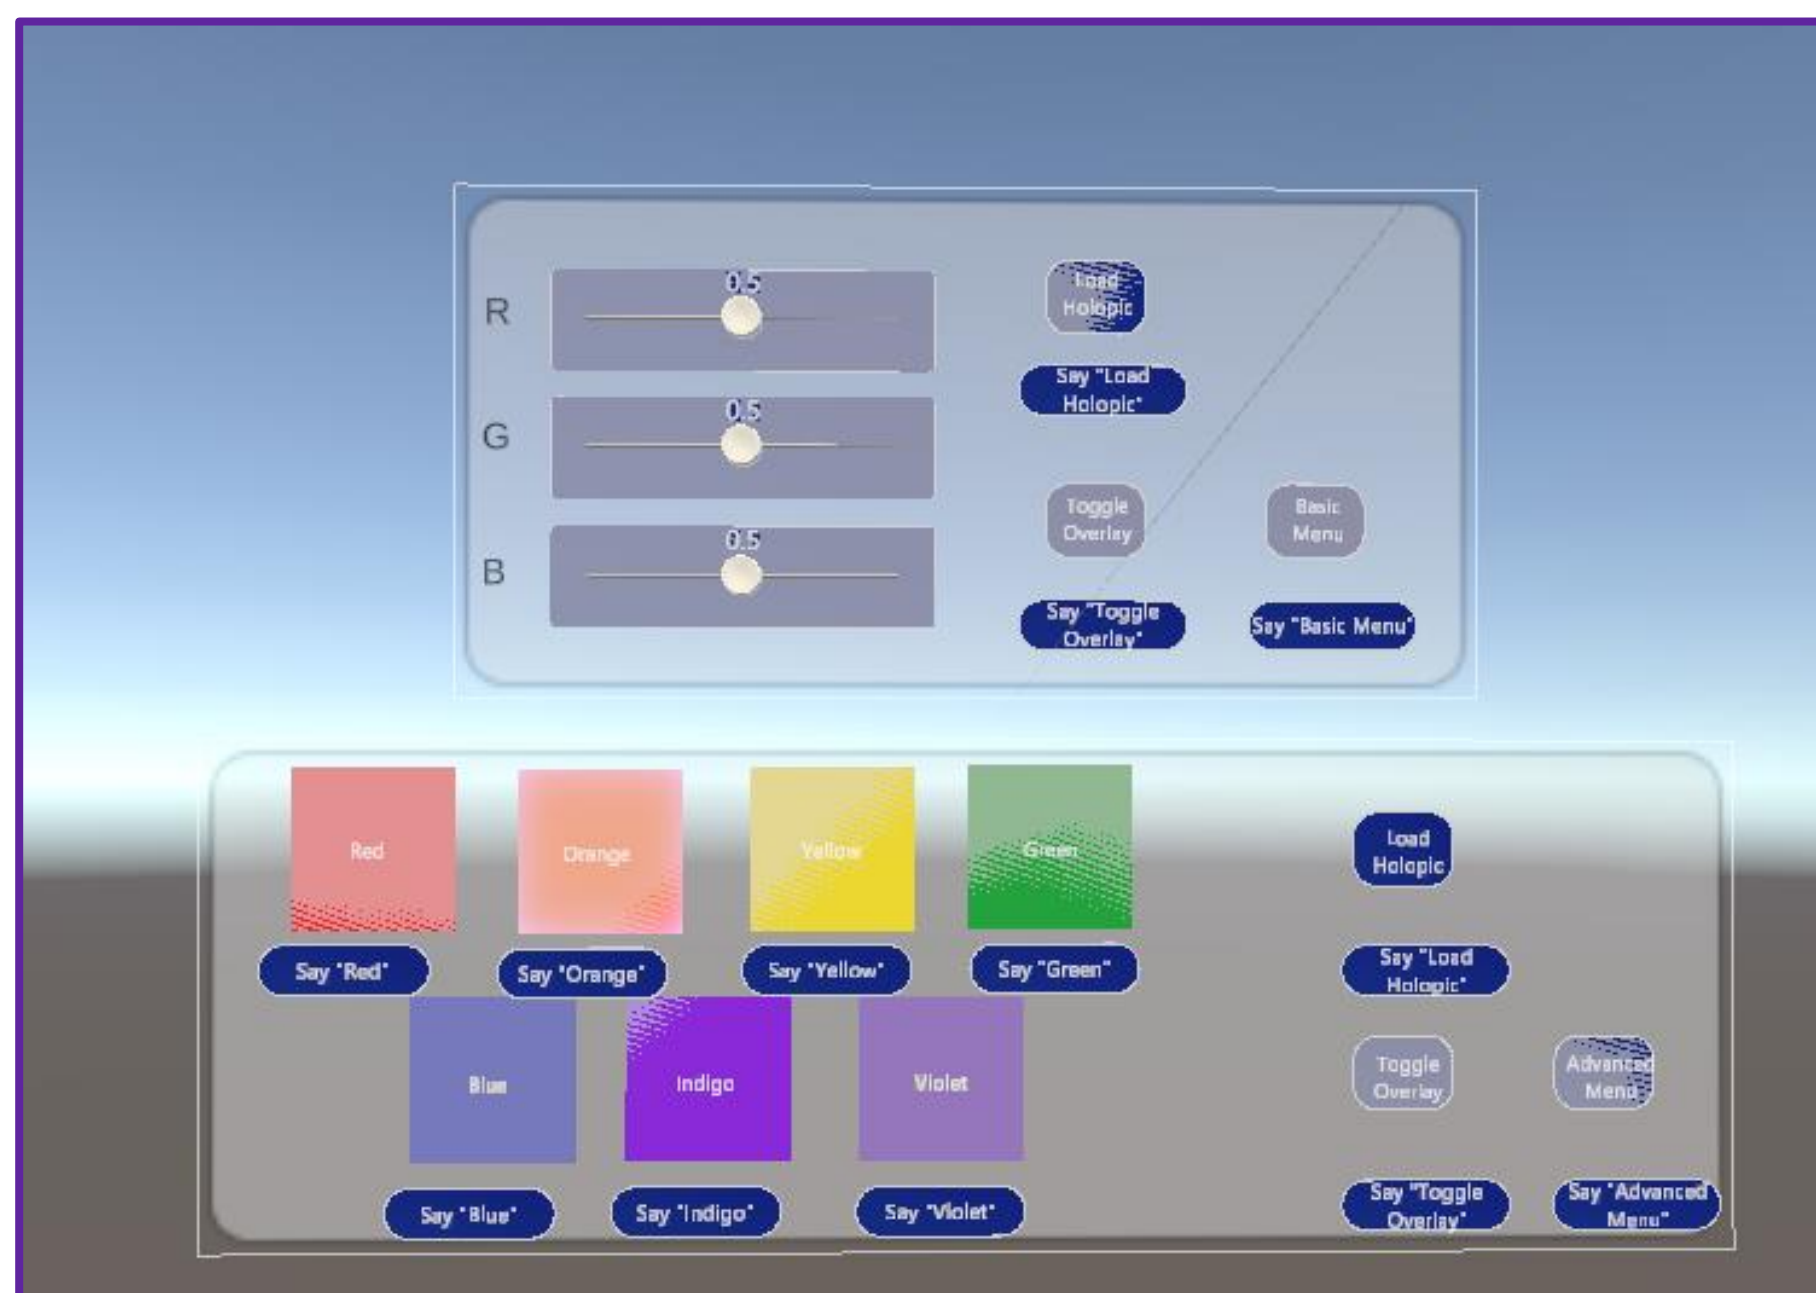 R
0.5
G
0.5
B
0.5
Load
Holopic
Say "Load
Holopic"
Toggle
Overlay
Basic
Menu
Say "Toggle
Overlay"
Say "Basic Menu"
Red
Orange
Yellow
Green
Say "Red"
Say "Orange"
Say "Yellow"
Say "Green"
Blue
Indigo
Violet
Say "Blue"
Say "Indigo"
Say "Violet"
Load
Holopic
Say "Load
Holopic"
Toggle
Overlay
Advanced
Menu
Say "Toggle
Overlay"
Say "Advanced
Menu"